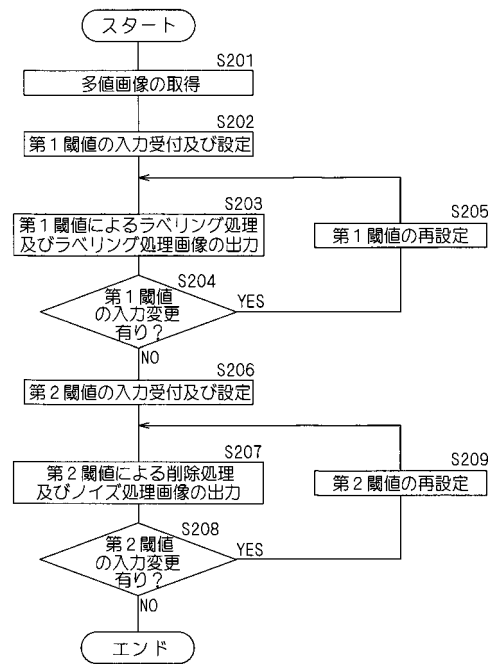 スタート
S201
多値画像の取得
S202
第1閾値の入力受付及び設定
S203
第1閾値によるラベリング処理
及びラベリング処理画像の出力
S205
第1閾値の再設定
S204
第1閾値
の入力変更
有り?
YES
NO
S206
第2閾値の入力受付及び設定
S207
第2閾値による削除処理
及びノイズ処理画像の出力
S209
第2閾値の再設定
S208
第2閾値
の入力変更
有り?
YES
NO
エンド